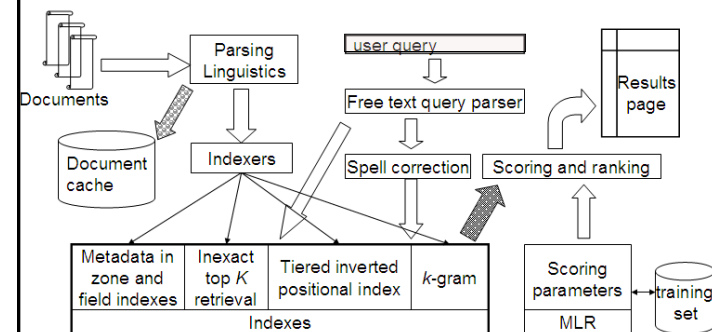 user query
Parsing
Linguistics
Documents
Free text query parser
Results
page
Document
cache
Indexers
Spell correction
Scoring and ranking
Metadata in
zone and
field indexes
Inexact
top K
retrieval
Tiered inverted
positional index
k-gram
Scoring
parameters
training
set
Indexes
MLR